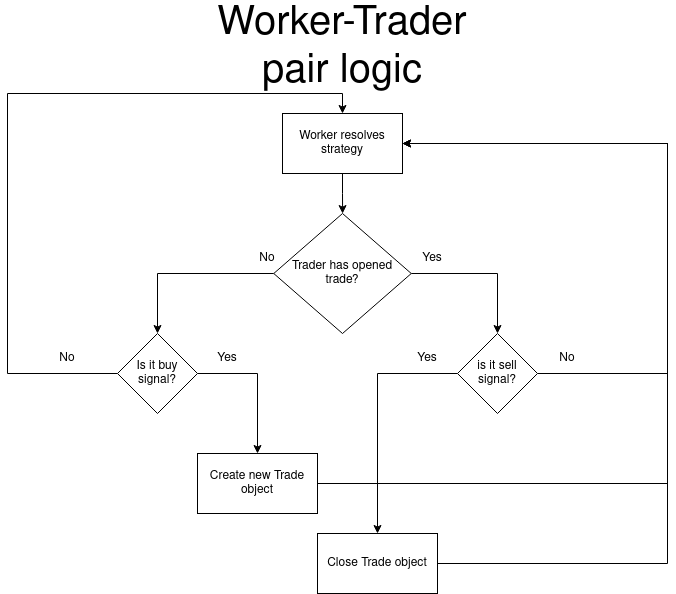 Worker-Trader
pair logic
Worker resolves
strategy
No
Trader has opened
trade?
Yes
No
Is it buy
signal?
Yes
Yes
is it sell
signal?
No
Create new Trade
object
Close Trade object